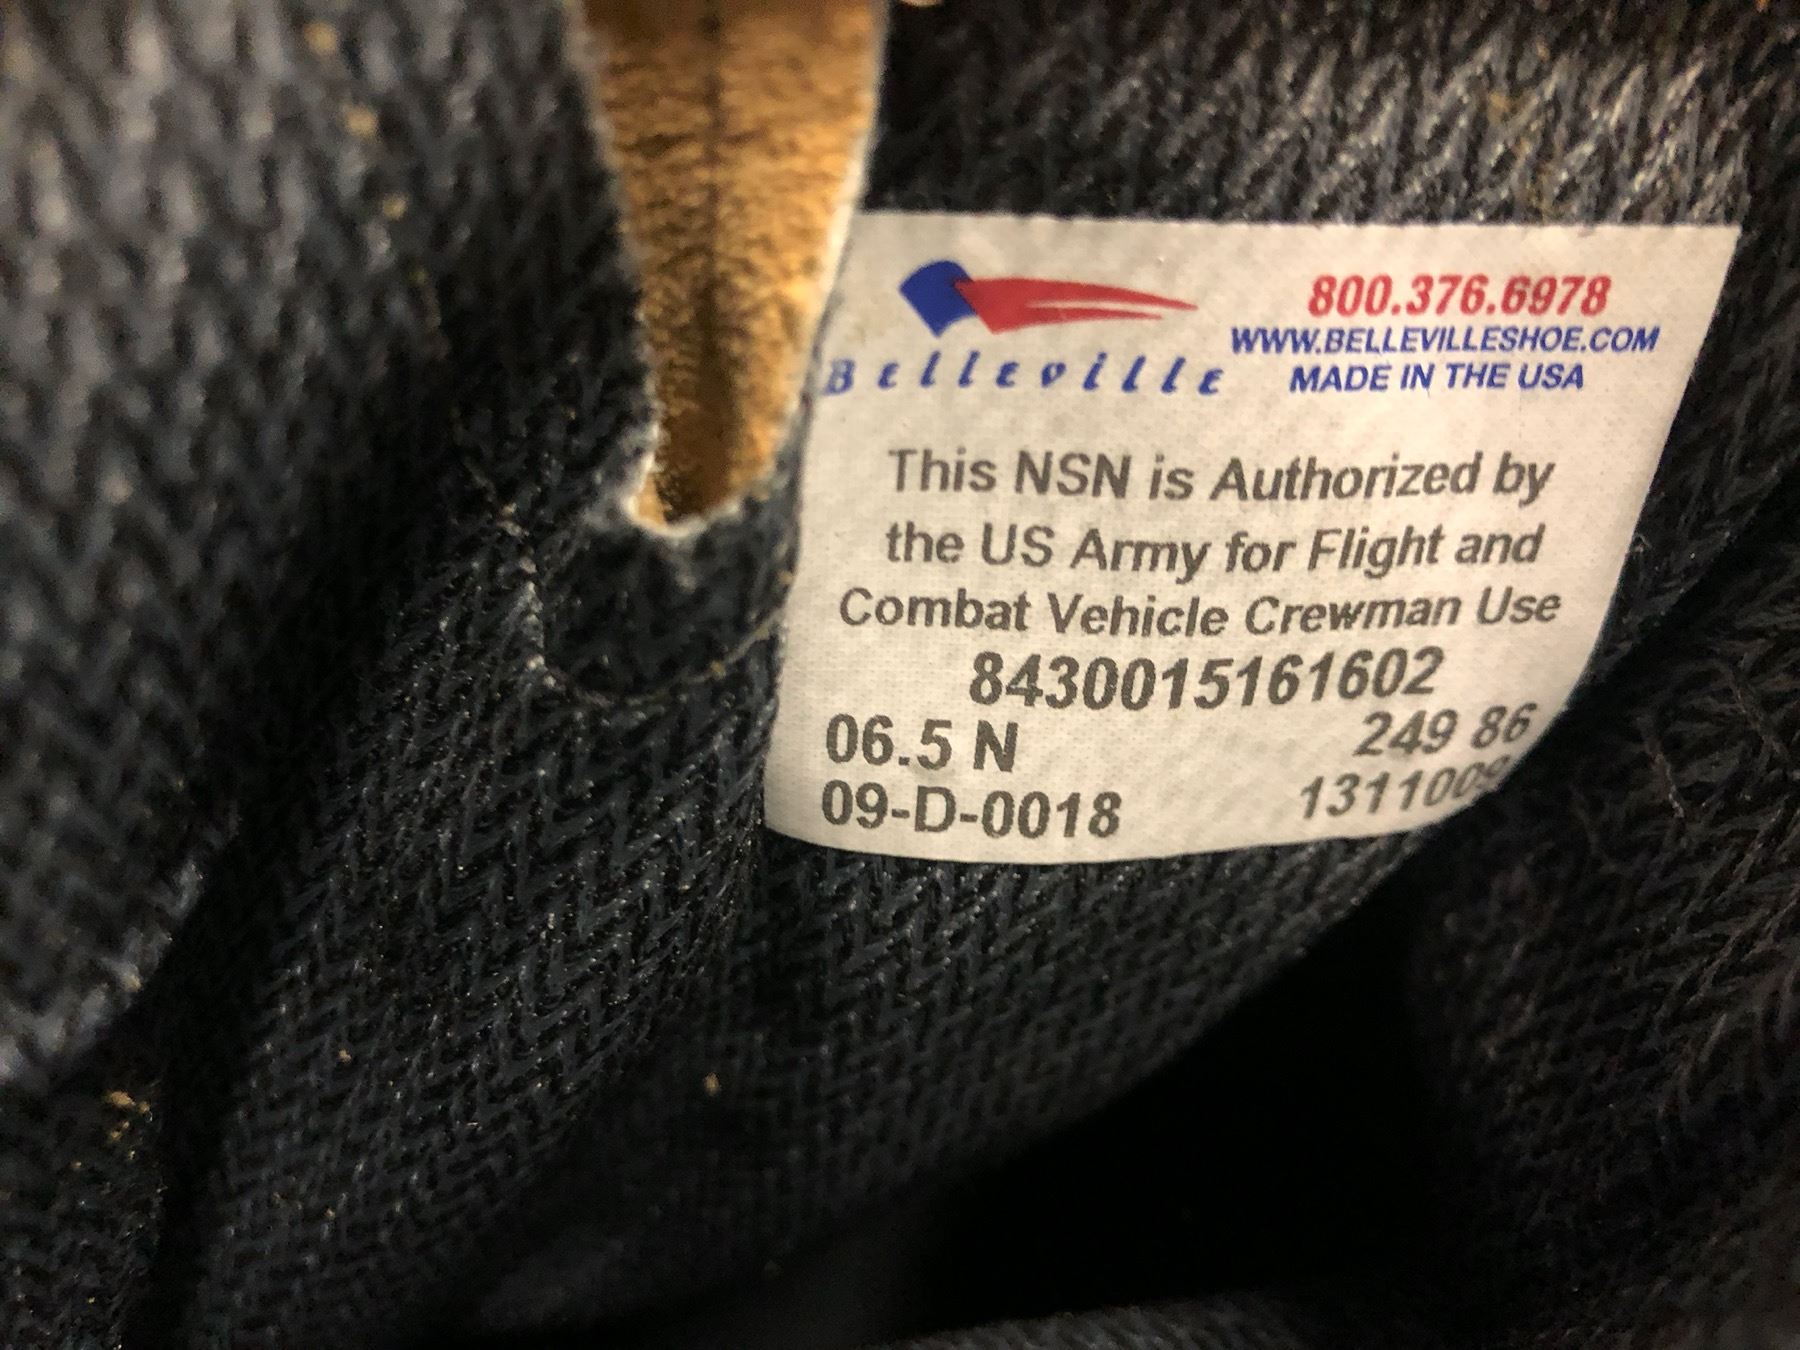 Belleville
800.376.6978
WWW.BELLEVILLESHOE.COM
MADE IN THE USA
This NSN is Authorized by
the US Army for Flight and
Combat Vehicle Crewman Use
8430015161602
06.5 N 249 86
09-D-0018